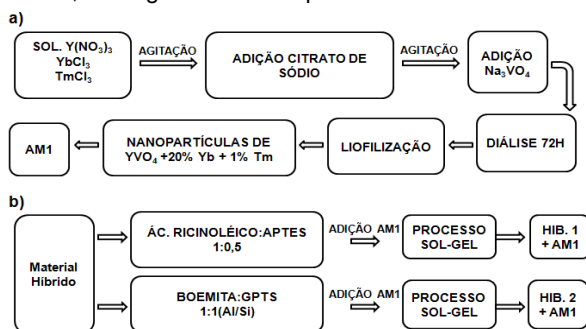 a)
SOL. Y(NO₃)₃
YbCl₃
TmCl₃
AGITAÇÃO
ADIÇÃO CITRATO DE
SÓDIO
AGITAÇÃO
ADIÇÃO
Na₃VO₄
AM1
NANOPARTÍCULAS DE
YVO₄ +20% Yb + 1% Tm
LIOFILIZAÇÃO
DIÁLISE 72H
b)
Material
Híbrido
ÁC. RICINOLÉICO:APTES
1:0,5
ADIÇÃO AM1
PROCESSO
SOL-GEL
HIB. 1
+ AM1
BOEMITA:GPTS
1:1(Al/Si)
ADIÇÃO AM1
PROCESSO
SOL-GEL
HIB. 2
+ AM1